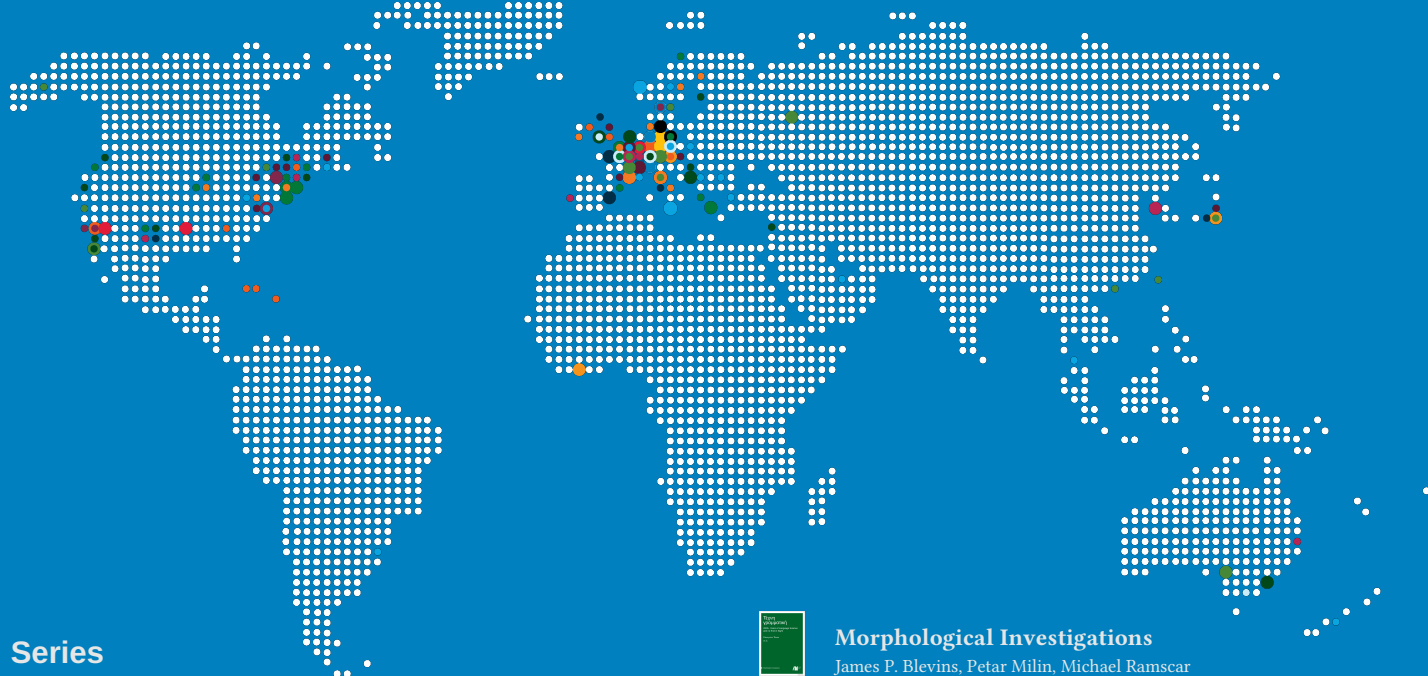 Series
Morphological Investigations
James P. Blevins, Petar Milin, Michael Ramscar